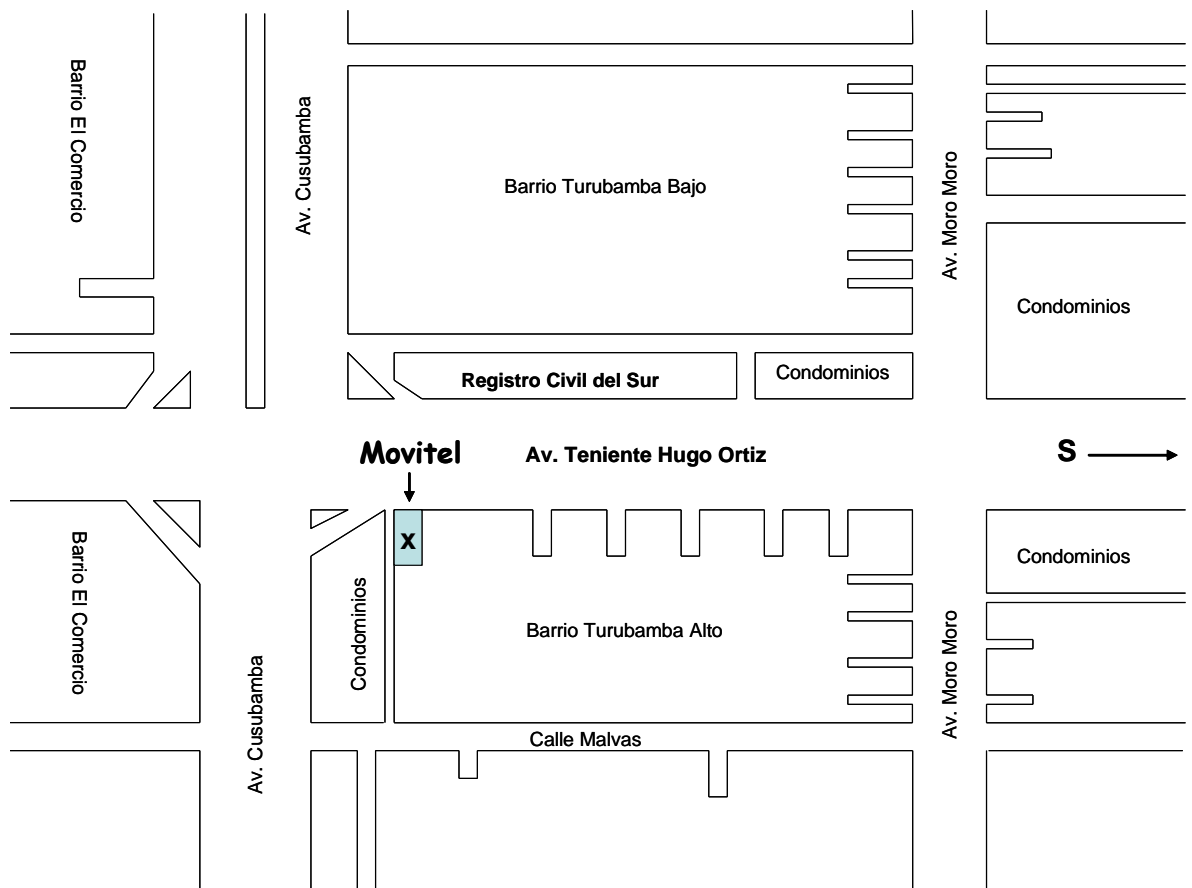 Barrio El Comercio
Av. Cusubamba
Barrio Turubamba Bajo
Av. Moro Moro
Condominios
Registro Civil del Sur
Condominios
Movitel
Av. Teniente Hugo Ortiz
S
X
Barrio El Comercio
Condominios
Barrio Turubamba Alto
Condominios
Av. Cusubamba
Av. Moro Moro
Calle Malvas